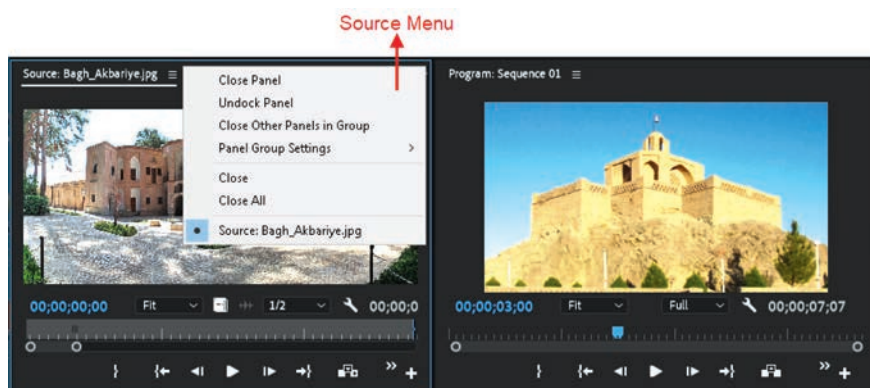 Source Menu
Source: Bagh_Akbariye.jpg
Close Panel
Undock Panel
Close Other Panels in Group
Panel Group Settings
Close
Close All
Source: Bagh_Akbariye.jpg
00;00;00;00 Fit 1/2 00;00;0
Program: Sequence 01
00;00;03;00 Fit Full 00;00;07;07